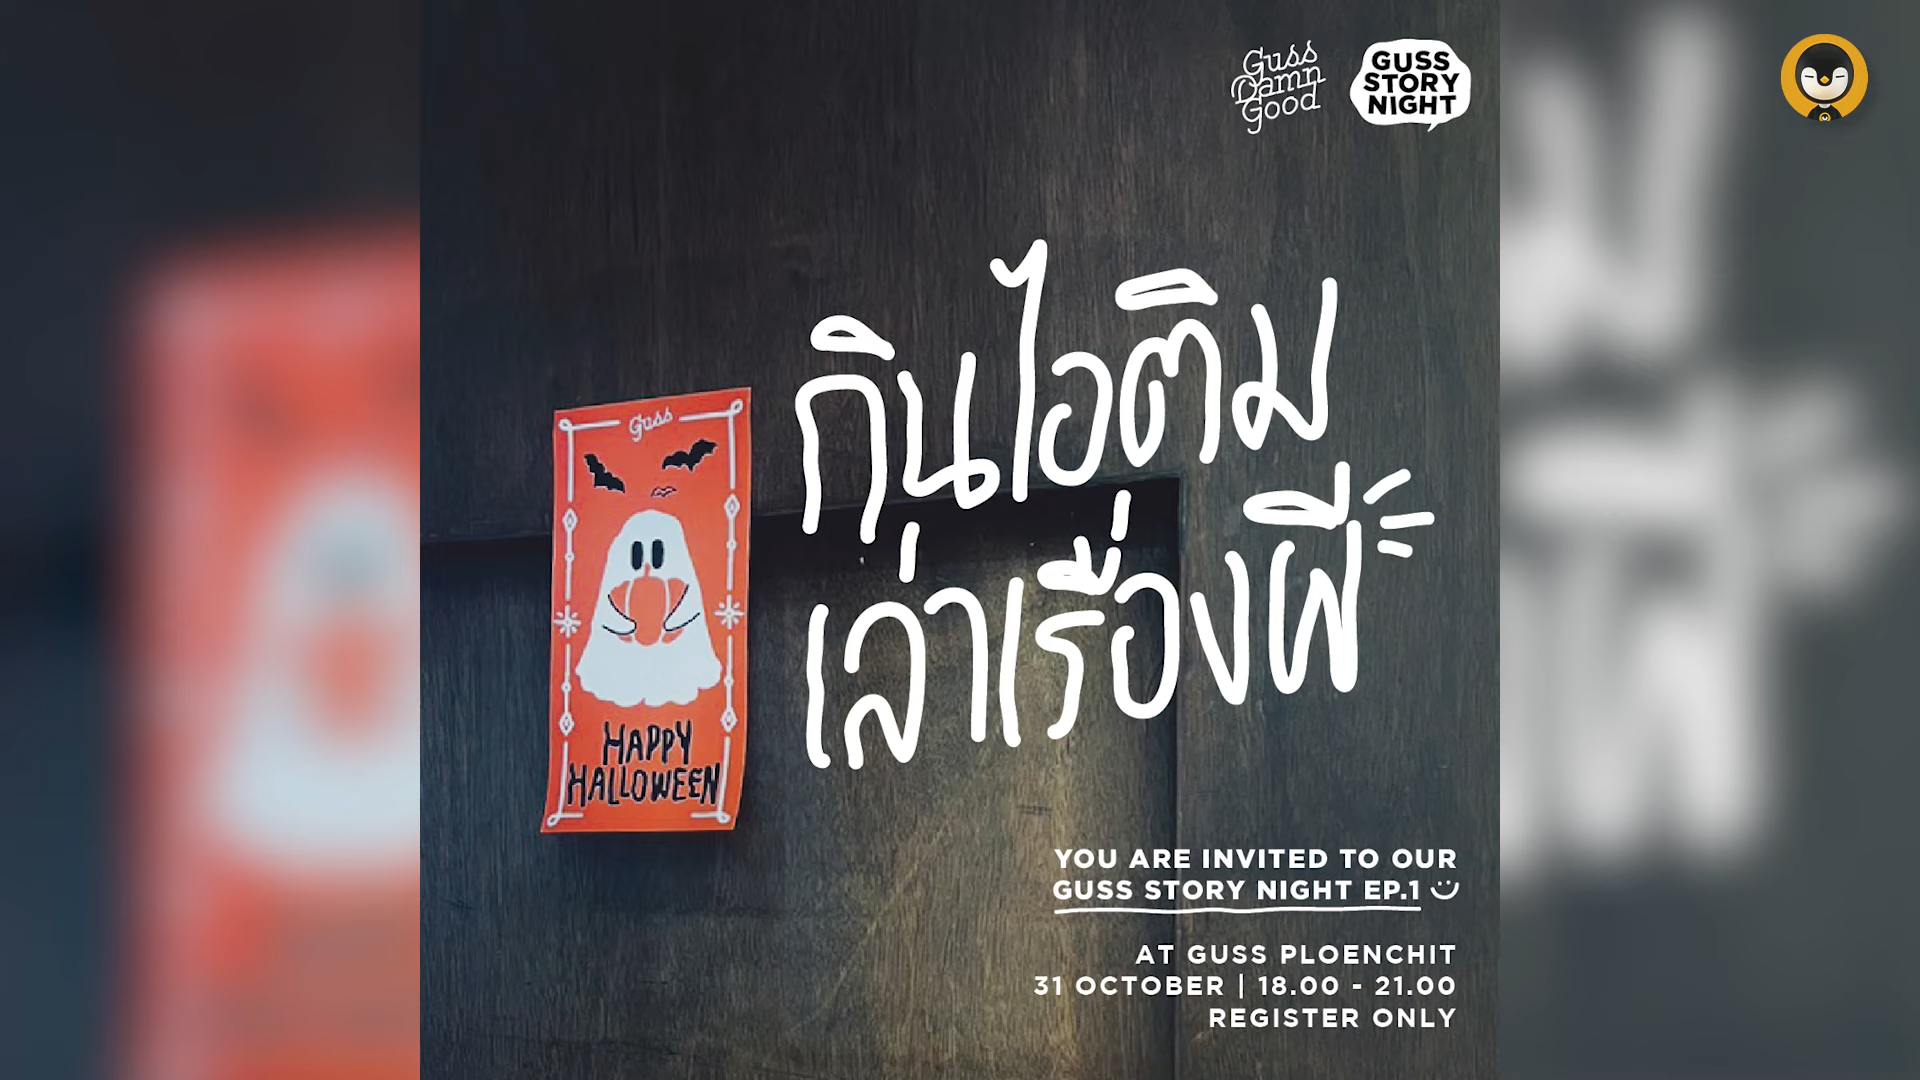 Guss
Damn
Good
GUSS
STORY
NIGHT
กินไอติม
เล่าเรื่องผี
Guss
HAPPY
HALLOWEEN
YOU ARE INVITED TO OUR
GUSS STORY NIGHT EP.1
AT GUSS PLOENCHIT
31 OCTOBER | 18.00 - 21.00
REGISTER ONLY